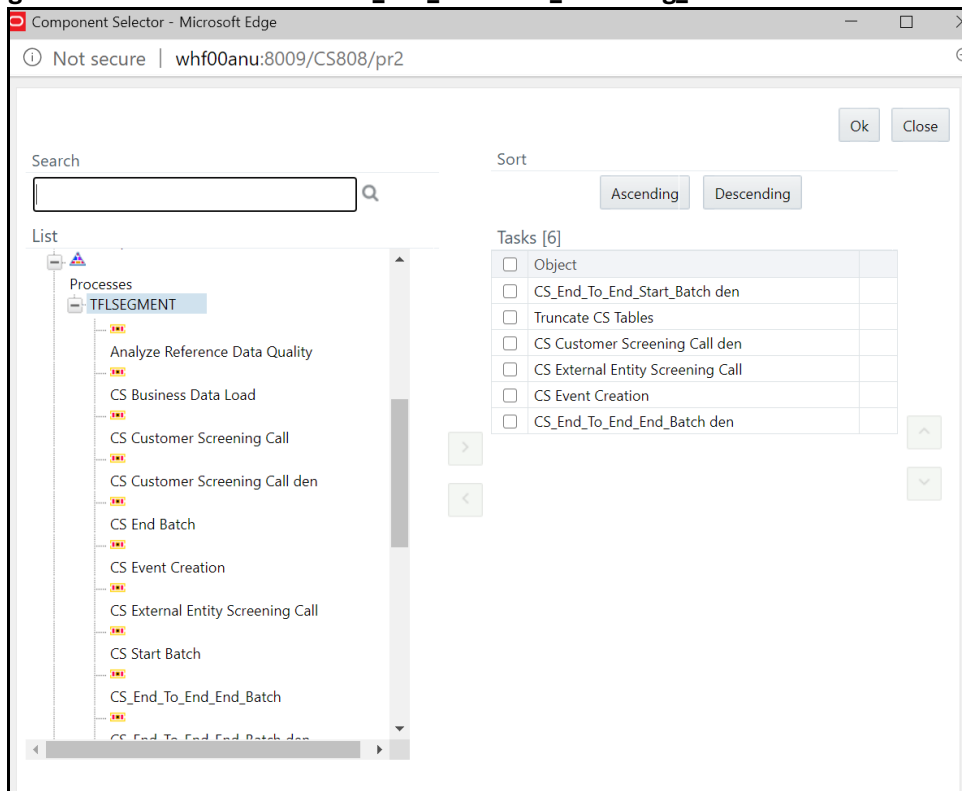 Component Selector - Microsoft Edge
Not secure | whf00anu:8009/CS808/pr2
Ok Close
Search
Sort
Ascending Descending
List
Tasks [6]
Processes
TFLSEGMENT
Analyze Reference Data Quality
CS Business Data Load
CS Customer Screening Call
CS Customer Screening Call den
CS End Batch
CS Event Creation
CS External Entity Screening Call
CS Start Batch
CS_End_To_End_End_Batch
CS_End_To_End_End_Batch den
Object
CS_End_To_End_Start_Batch den
Truncate CS Tables
CS Customer Screening Call den
CS External Entity Screening Call
CS Event Creation
CS_End_To_End_End_Batch den